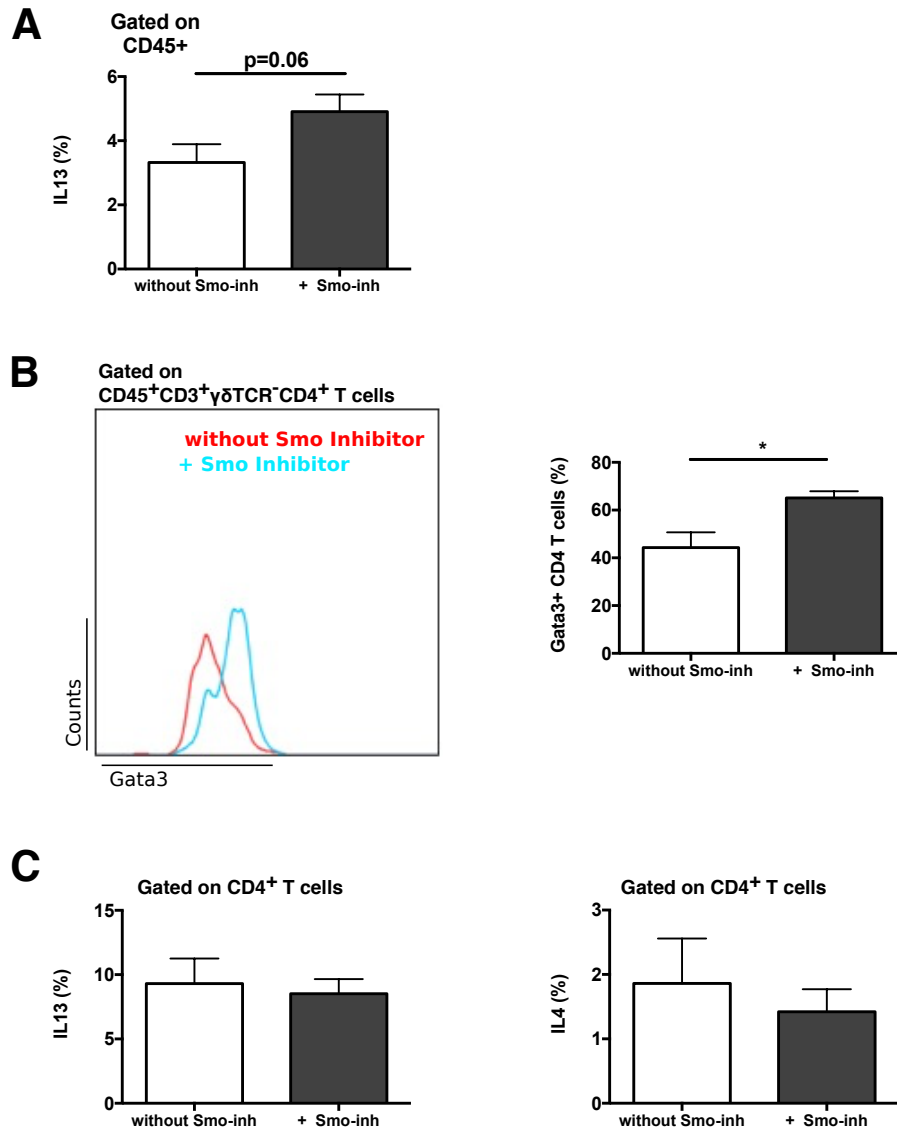 A
Gated on
CD45+
p=0.06
6
4
2
0
IL13 (%)
without Smo-inh
+ Smo-inh
B
Gated on
CD45⁺CD3⁺γδTCR⁻CD4⁺ T cells
without Smo Inhibitor
+ Smo Inhibitor
Counts
Gata3
*
80
60
40
20
0
Gata3+ CD4 T cells (%)
without Smo-inh
+ Smo-inh
C
Gated on CD4⁺ T cells
15
10
5
0
IL13 (%)
without Smo-inh
+ Smo-inh
Gated on CD4⁺ T cells
3
2
1
0
IL4 (%)
without Smo-inh
+ Smo-inh